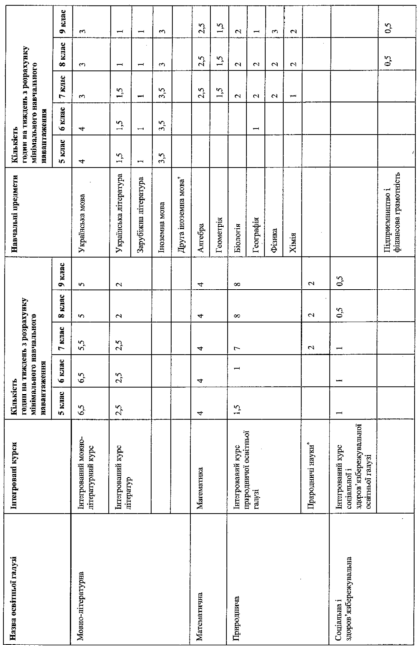 Назва освітньої галузі
Інтегровані курси
Кількість
годин на тиждень з розрахунку
мінімального навчального
навантаження
5 клас 6 клас 7 клас 8 клас 9 клас
Навчальні предмети
Кількість
годин на тиждень з розрахунку
мінімального навчального
навантаження
5 клас 6 клас 7 клас 8 клас 9 клас
Мовно-літературна
Інтегрований мовно-
літературний курс
6,5 6,5 5,5 5 5
Українська мова
4 4 3 3 3
Інтегрований курс
літератур
2,5 2,5 2,5 2 2
Українська література
1,5 1,5 1,5 1 1
Зарубіжна література
1 1 1 1 1
Іноземна мова
3,5 3,5 3,5 3 3
Друга іноземна мова*
Математична
Математика
4 4 4 4 4
Алгебра
2,5 2,5 2,5
Геометрія
1,5 1,5 1,5
Природнича
Інтегрований курс
природничої освітньої
галузі
1,5 1 7 8 8
Біологія
2 2 2
Географія
1 2 2 1
Фізика
2 2 3
Природничі науки*
2 2 2
Хімія
1 2 2
Соціальна і
здоров’язбережувальна
Інтегрований курс
соціальної і
здоров’язбережувальної
освітньої галузі
1 1 1 0,5 0,5
Підприємництво і
фінансова грамотність
0,5 0,5